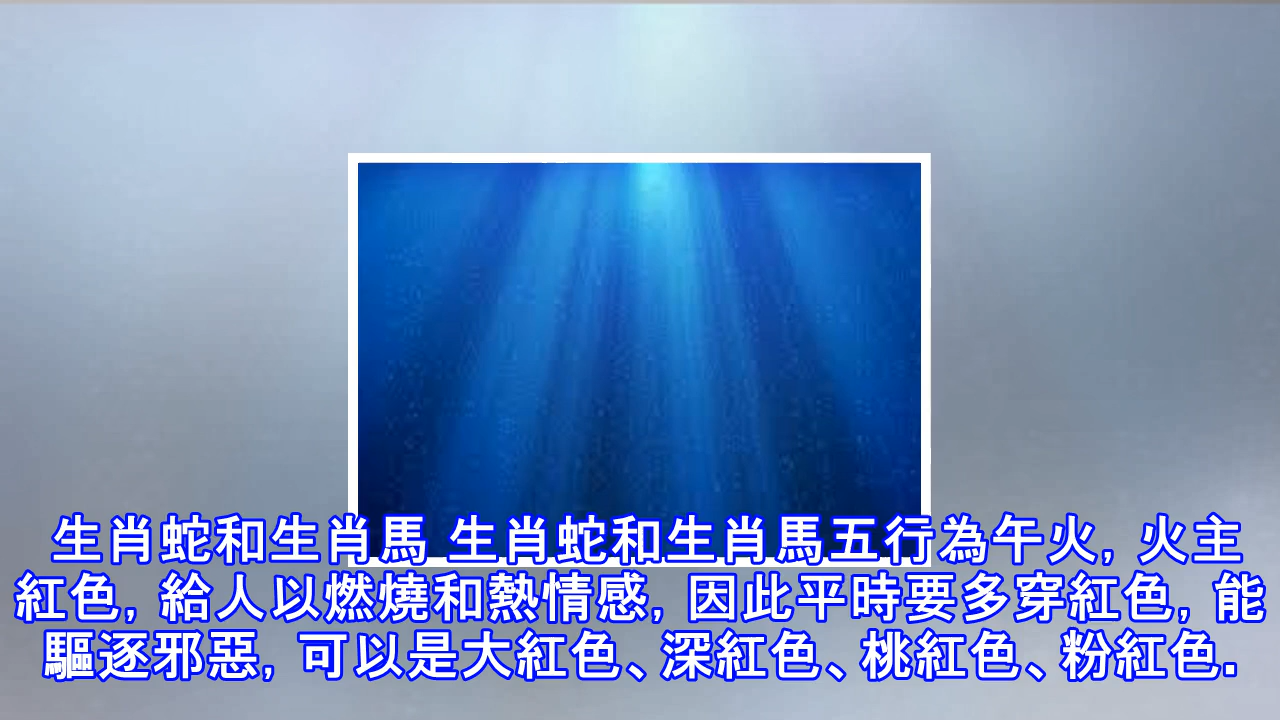 生肖蛇和生肖馬 生肖蛇和生肖馬五行為午火, 火主
紅色, 給人以燃燒和熱情感, 因此平時要多穿紅色, 能
驅逐邪惡, 可以是大紅色、深紅色、桃紅色、粉紅色.